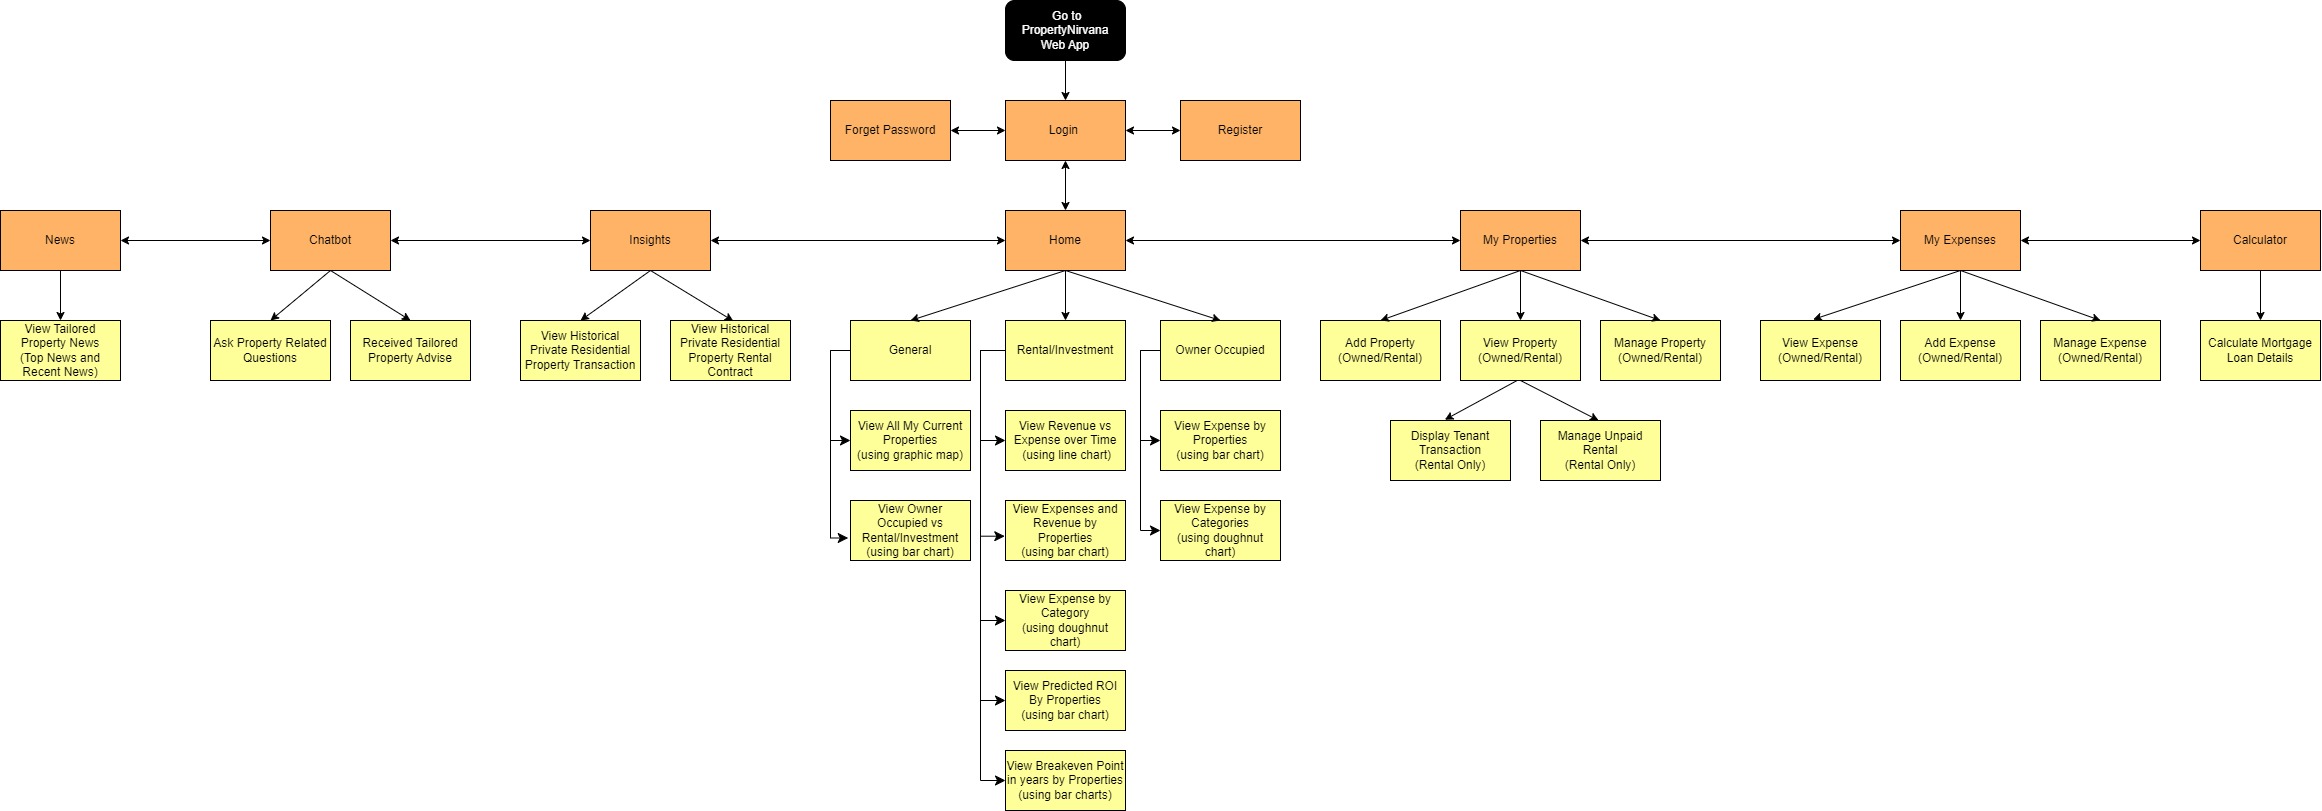 Go to
PropertyNirvana
Web App
Forget Password
Login
Register
News
Chatbot
Insights
Home
My Properties
My Expenses
Calculator
View Tailored
Property News
(Top News and
Recent News)
Ask Property Related
Questions
Received Tailored
Property Advise
View Historical
Private Residential
Property Transaction
View Historical
Private Residential
Property Rental
Contract
General
Rental/Investment
Owner Occupied
Add Property
(Owned/Rental)
View Property
(Owned/Rental)
Manage Property
(Owned/Rental)
View Expense
(Owned/Rental)
Add Expense
(Owned/Rental)
Manage Expense
(Owned/Rental)
Calculate Mortgage
Loan Details
View All My Current
Properties
(using graphic map)
View Revenue vs
Expense over Time
(using line chart)
View Expense by
Properties
(using bar chart)
Display Tenant
Transaction
(Rental Only)
Manage Unpaid
Rental
(Rental Only)
View Owner
Occupied vs
Rental/Investment
(using bar chart)
View Expenses and
Revenue by
Properties
(using bar chart)
View Expense by
Categories
(using doughnut
chart)
View Expense by
Category
(using doughnut
chart)
View Predicted ROI
By Properties
(using bar chart)
View Breakeven Point
in years by Properties
(using bar charts)